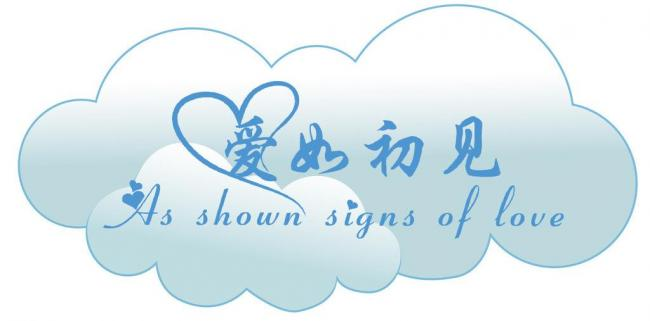 爱如初见
As shown signs of love